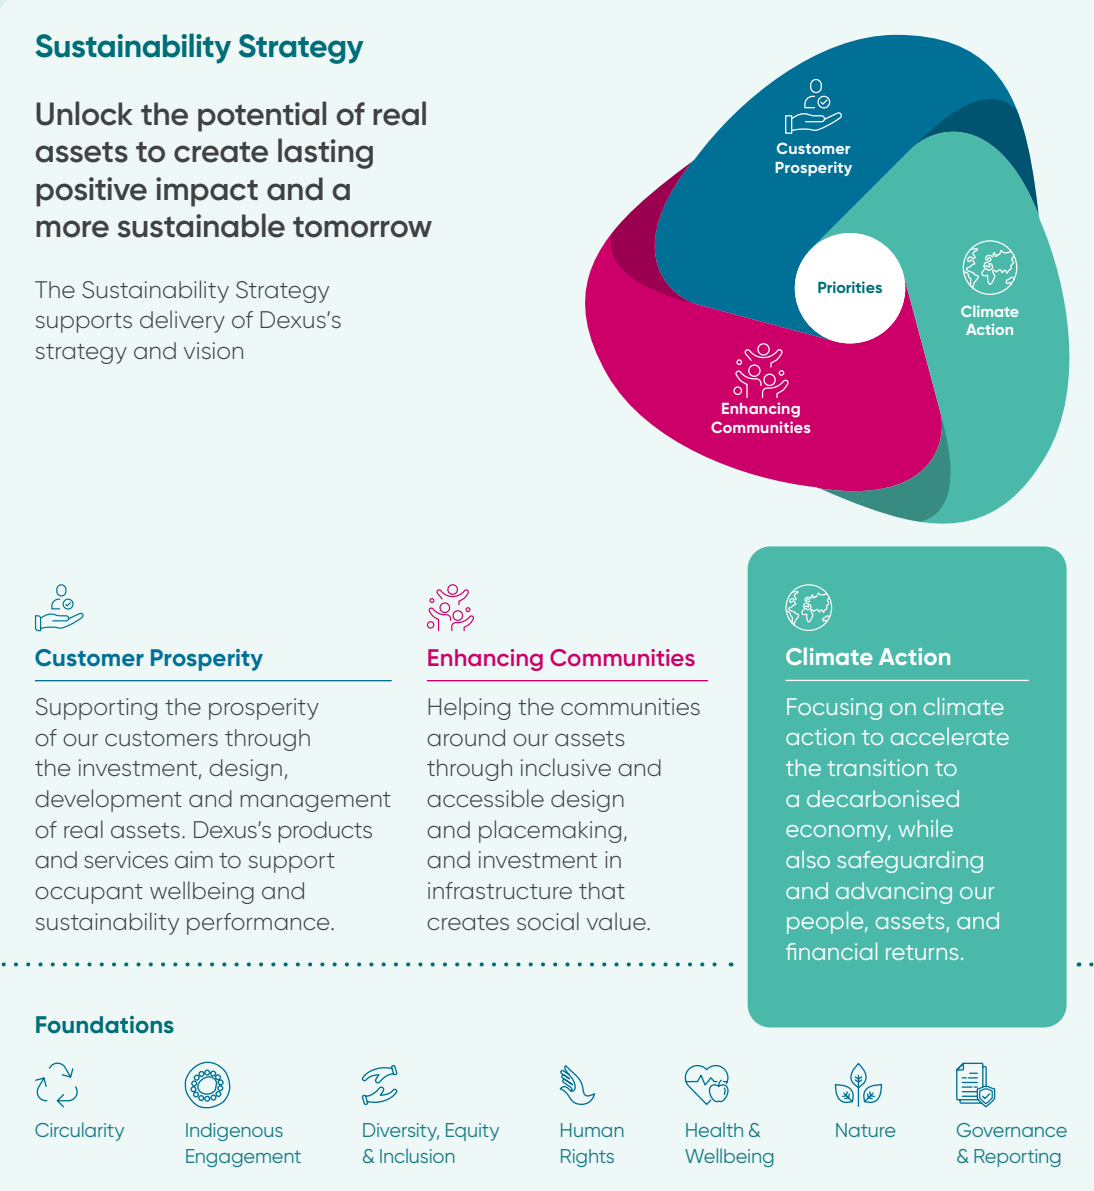 Sustainability Strategy
Unlock the potential of real
assets to create lasting
positive impact and a
more sustainable tomorrow
The Sustainability Strategy
supports delivery of Dexus’s
strategy and vision
Customer
Prosperity
Priorities
Climate
Action
Enhancing
Communities
Customer Prosperity
Supporting the prosperity
of our customers through
the investment, design,
development and management
of real assets. Dexus’s products
and services aim to support
occupant wellbeing and
sustainability performance.
Enhancing Communities
Helping the communities
around our assets
through inclusive and
accessible design
and placemaking,
and investment in
infrastructure that
creates social value.
Climate Action
Focusing on climate
action to accelerate
the transition to
a decarbonised
economy, while
also safeguarding
and advancing our
people, assets, and
financial returns.
Foundations
Circularity
Indigenous
Engagement
Diversity, Equity
& Inclusion
Human
Rights
Health &
Wellbeing
Nature
Governance
& Reporting